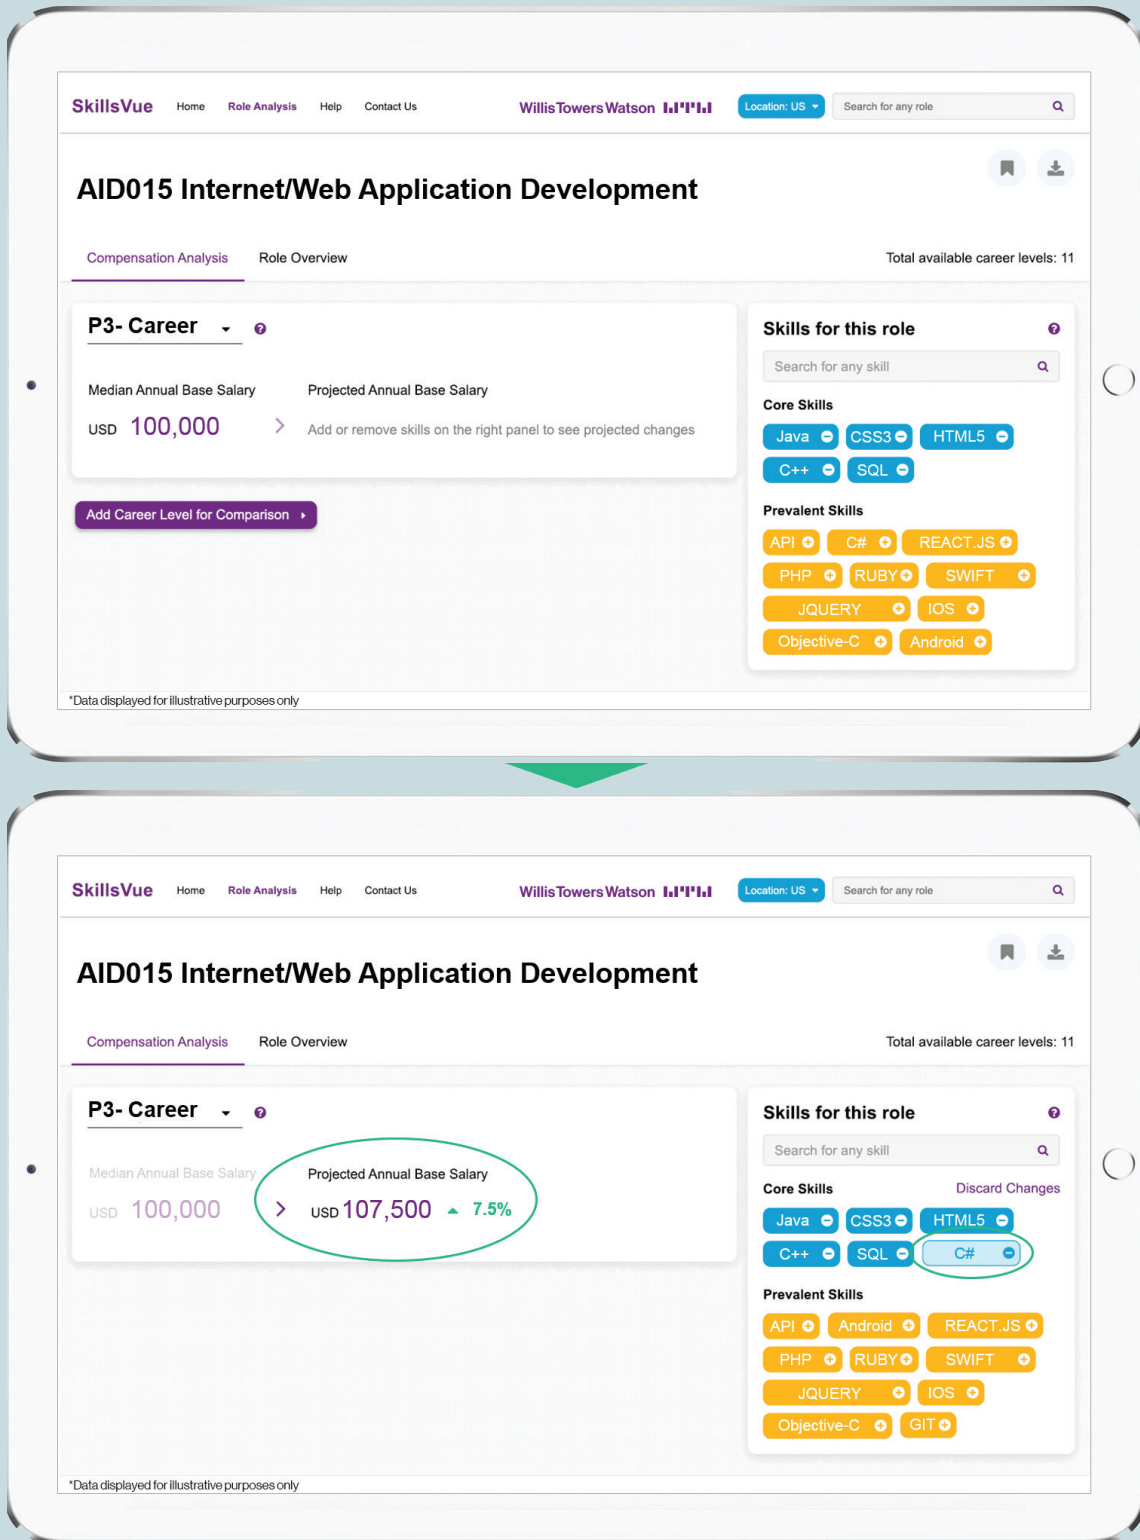 SkillsVue Home Role Analysis Help Contact Us WillisTowersWatson Location: US Search for any role
AID015 Internet/Web Application Development
Compensation Analysis Role Overview Total available career levels: 11
P3- Career
Median Annual Base Salary Projected Annual Base Salary
USD 100,000 > Add or remove skills on the right panel to see projected changes
Add Career Level for Comparison
Skills for this role
Search for any skill
Core Skills
Java CSS3 HTML5
C++ SQL
Prevalent Skills
API C# REACT.JS
PHP RUBY SWIFT
JQUERY IOS
Objective-C Android
*Data displayed for illustrative purposes only
SkillsVue Home Role Analysis Help Contact Us WillisTowersWatson Location: US Search for any role
AID015 Internet/Web Application Development
Compensation Analysis Role Overview Total available career levels: 11
P3- Career
Median Annual Base Salary Projected Annual Base Salary
USD 100,000 > USD 107,500 7.5%
Skills for this role
Search for any skill
Core Skills Discard Changes
Java CSS3 HTML5
C++ SQL C#
Prevalent Skills
API Android REACT.JS
PHP RUBY SWIFT
JQUERY IOS
Objective-C GIT
*Data displayed for illustrative purposes only